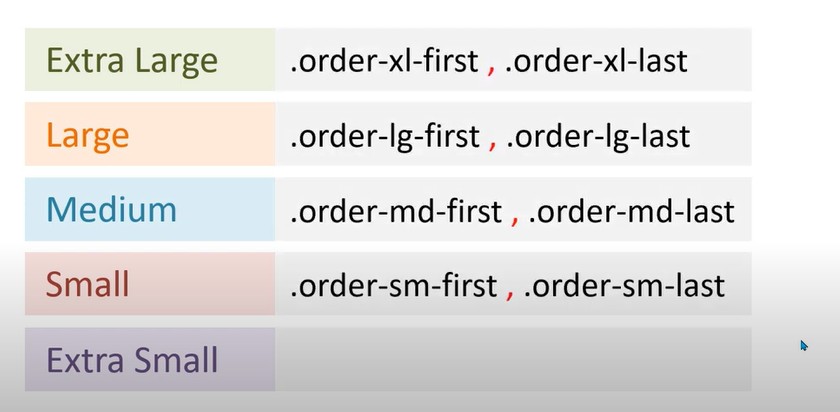 Extra Large .order-xl-first , .order-xl-last
Large .order-lg-first , .order-lg-last
Medium .order-md-first , .order-md-last
Small .order-sm-first , .order-sm-last
Extra Small